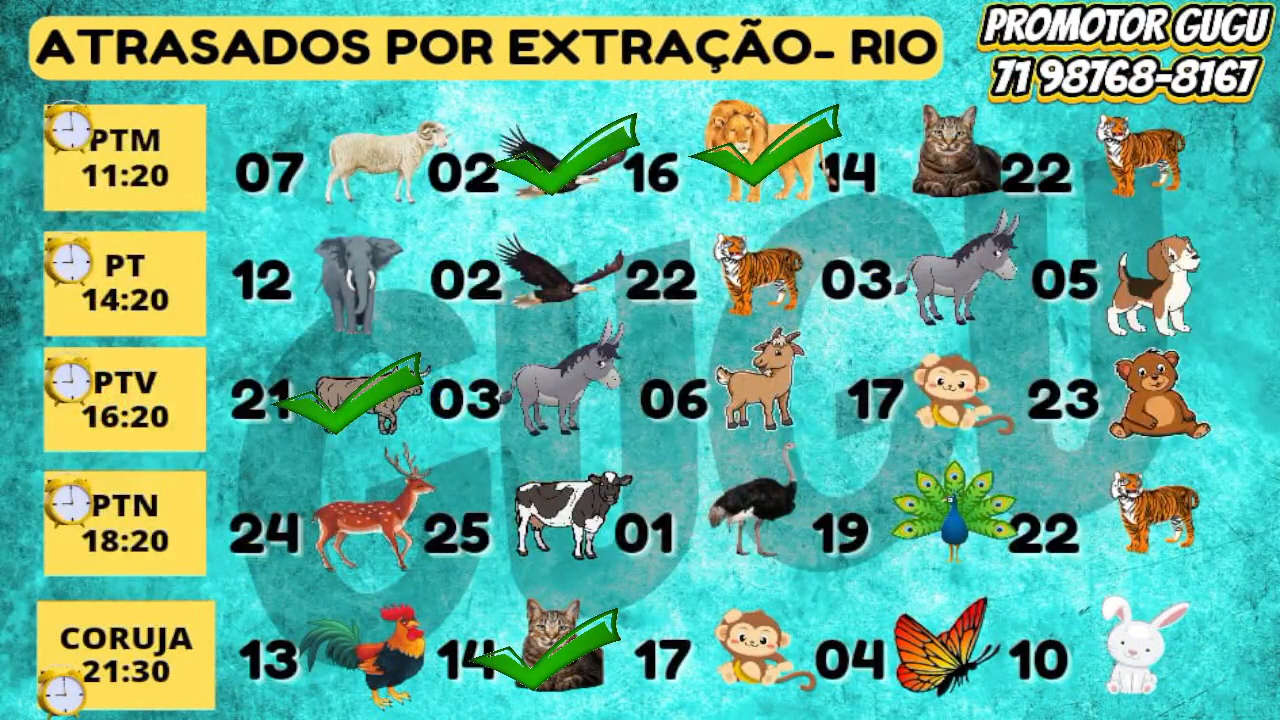 ATRASADOS POR EXTRAÇÃO- RIO
PROMOTOR GUGU
71 98768-8167
PTM
11:20
07 02 16 14 22
PT
14:20
12 02 22 03 05
PTV
16:20
21 03 06 17 23
PTN
18:20
24 25 01 19 22
CORUJA
21:30
13 14 17 04 10
GUGU